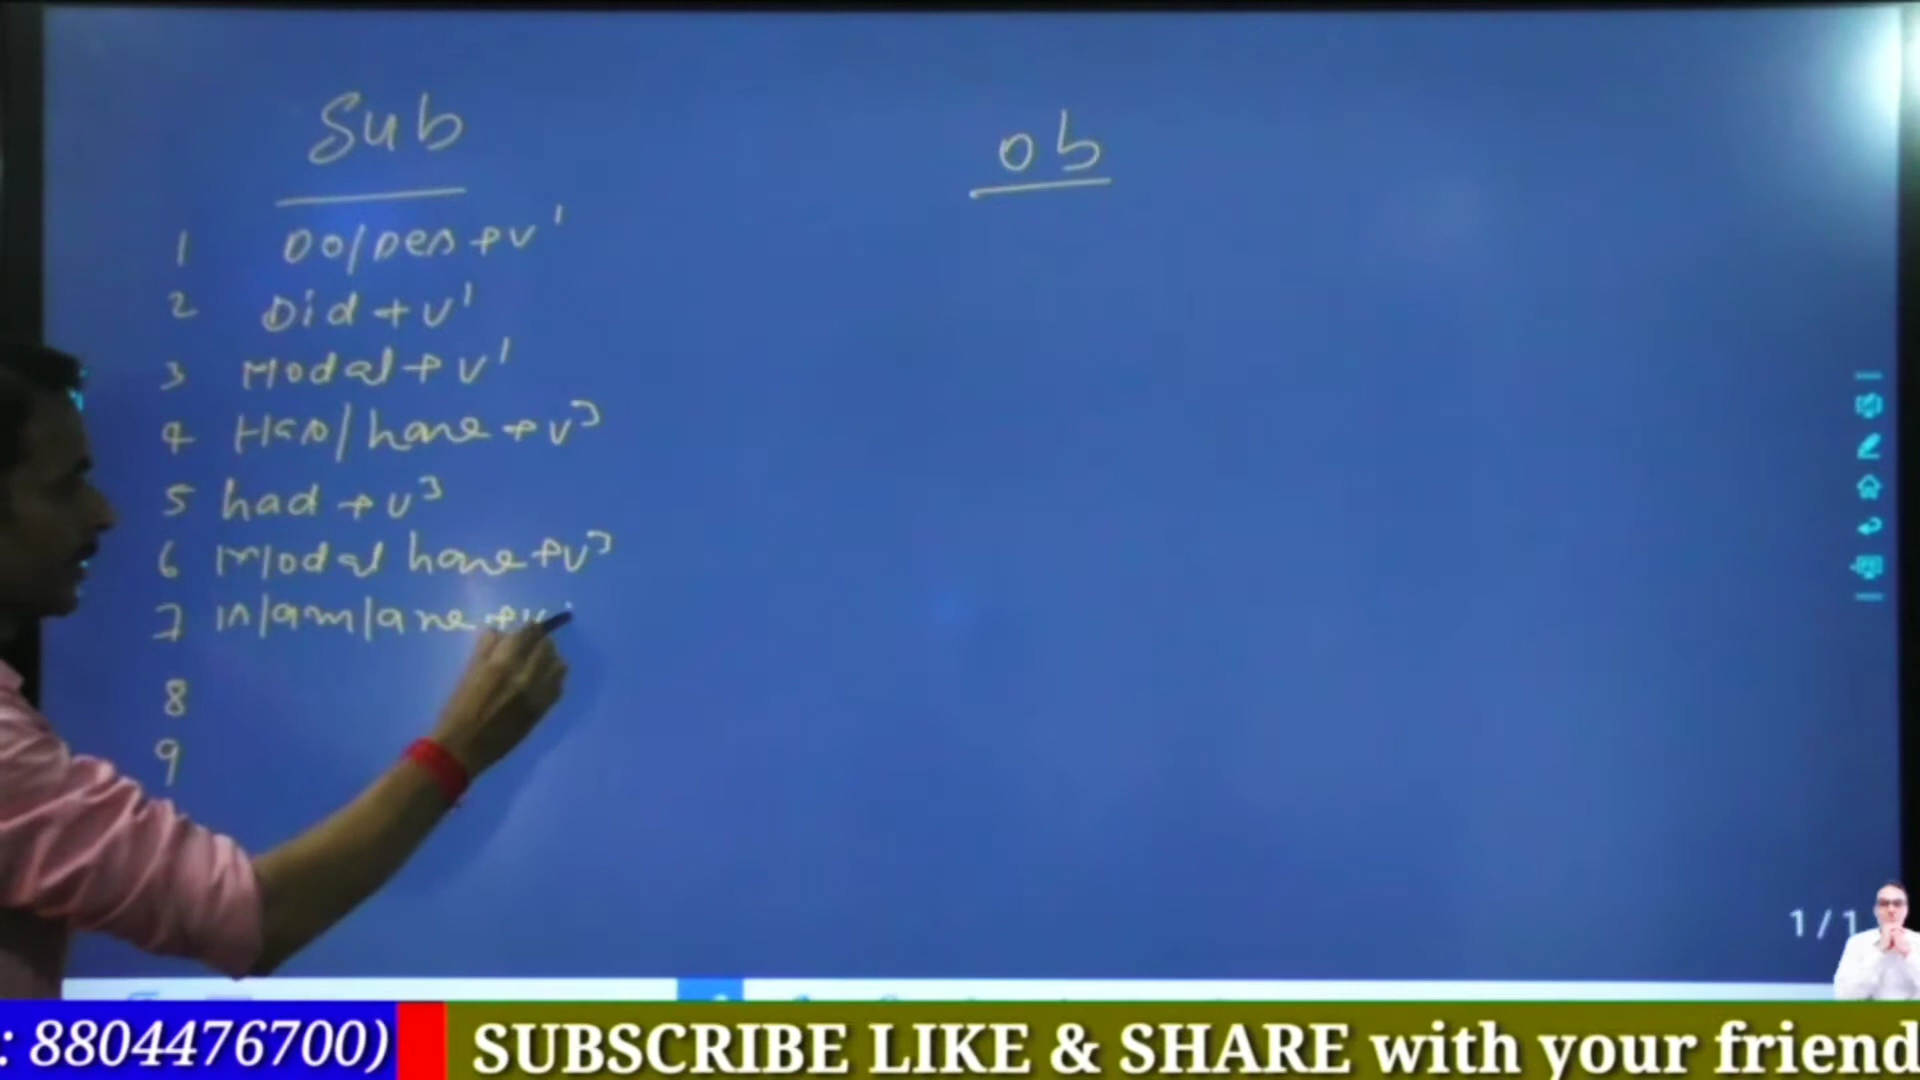 Sub
ob
1 Do/Does + v¹
2 Did + v¹
3 Modal + v¹
4 Has/have + v³
5 had + v³
6 Modal have + v³
7 is/am/are + v
8
9
1/1
: 8804476700) SUBSCRIBE LIKE & SHARE with your friend